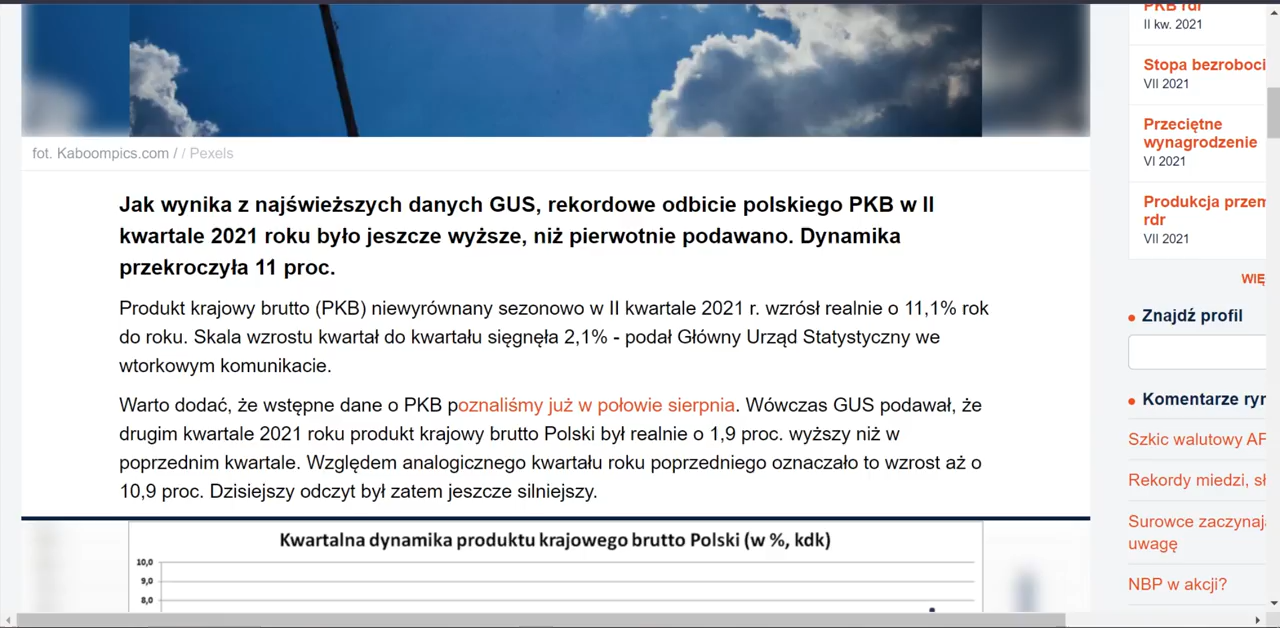 fot. Kaboompics.com / / Pexels
Jak wynika z najświeższych danych GUS, rekordowe odbicie polskiego PKB w II
kwartale 2021 roku było jeszcze wyższe, niż pierwotnie podawano. Dynamika
przekroczyła 11 proc.
Produkt krajowy brutto (PKB) niewyrównany sezonowo w II kwartale 2021 r. wzrósł realnie o 11,1% rok
do roku. Skala wzrostu kwartał do kwartału sięgnęła 2,1% - podał Główny Urząd Statystyczny we
wtorkowym komunikacie.
Warto dodać, że wstępne dane o PKB poznaliśmy już w połowie sierpnia. Wówczas GUS podawał, że
drugim kwartale 2021 roku produkt krajowy brutto Polski był realnie o 1,9 proc. wyższy niż w
poprzednim kwartale. Względem analogicznego kwartału roku poprzedniego oznaczało to wzrost aż o
10,9 proc. Dzisiejszy odczyt był zatem jeszcze silniejszy.
Kwartalna dynamika produktu krajowego brutto Polski (w %, kdk)
10,0
9,0
8,0
PKB rdr
II kw. 2021
Stopa bezroboci
VII 2021
Przeciętne
wynagrodzenie
VI 2021
Produkcja przem
rdr
VII 2021
WIĘ
Znajdź profil
Komentarze ryn
Szkic walutowy AF
Rekordy miedzi, sł
Surowce zaczynaj
uwagę
NBP w akcji?